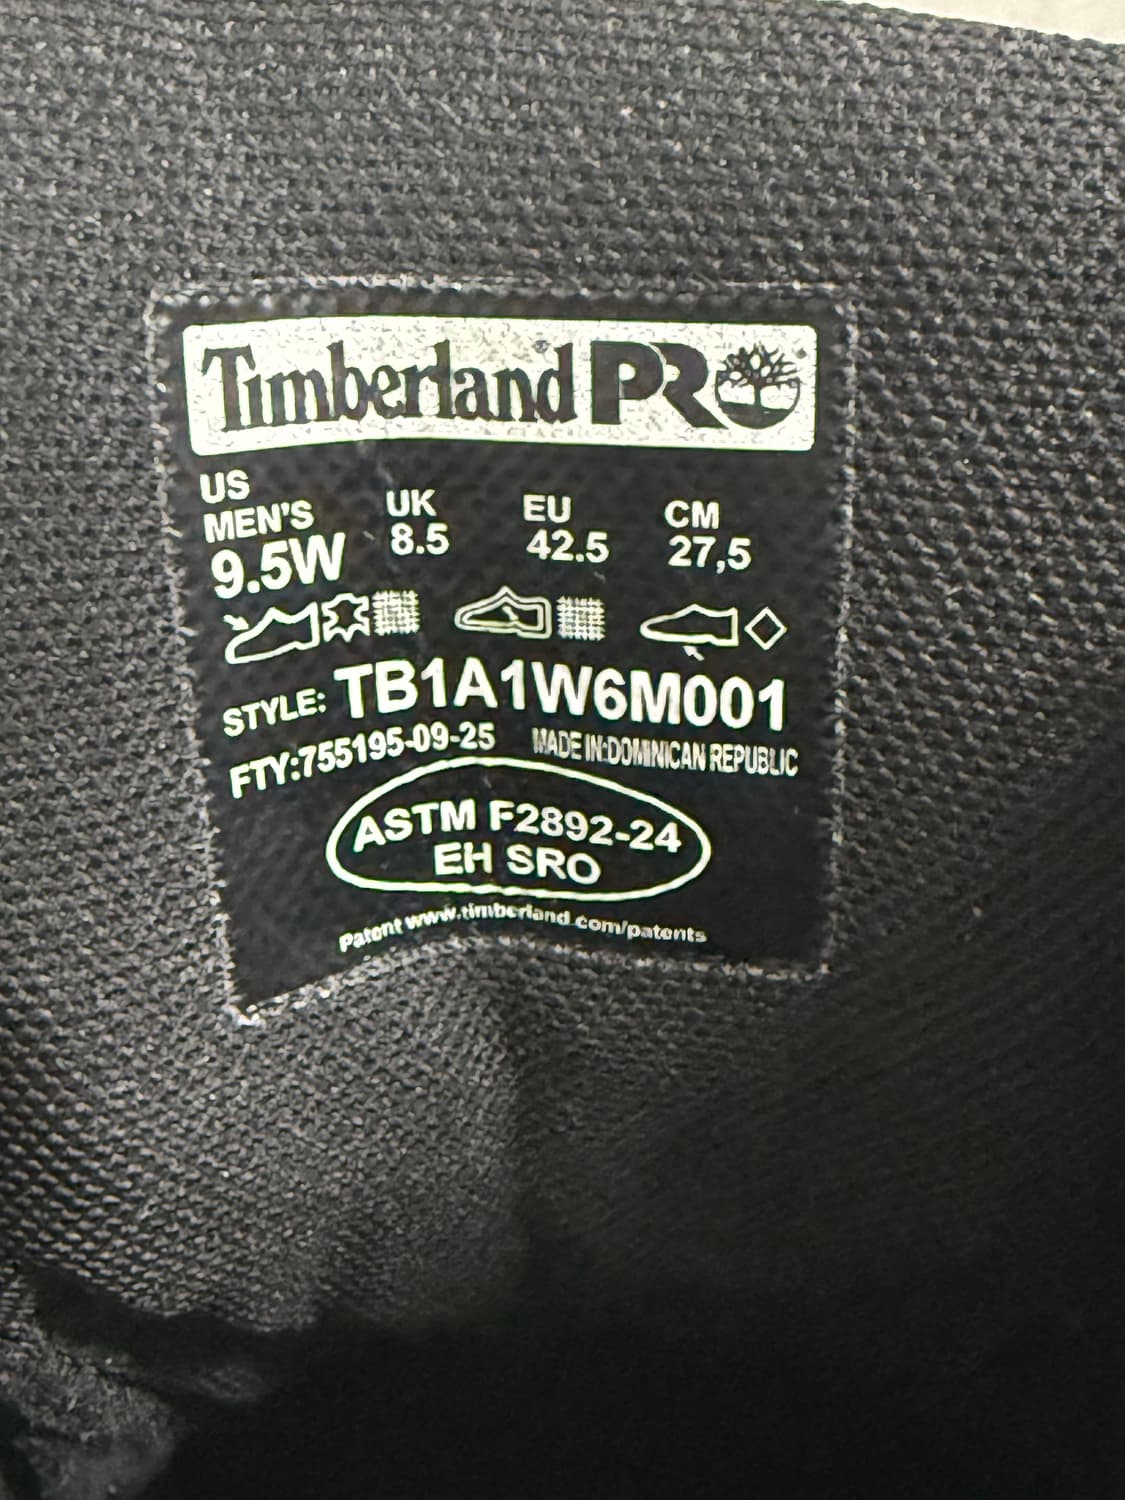 Timberland® PRO
US MEN'S 9.5W
UK 8.5
EU 42.5
CM 27,5
STYLE: TB1A1W6M001
FTY:755195-09-25 MADE IN:DOMINICAN REPUBLIC
ASTM F2892-24
EH SRO
Patent www.timberland.com/patents